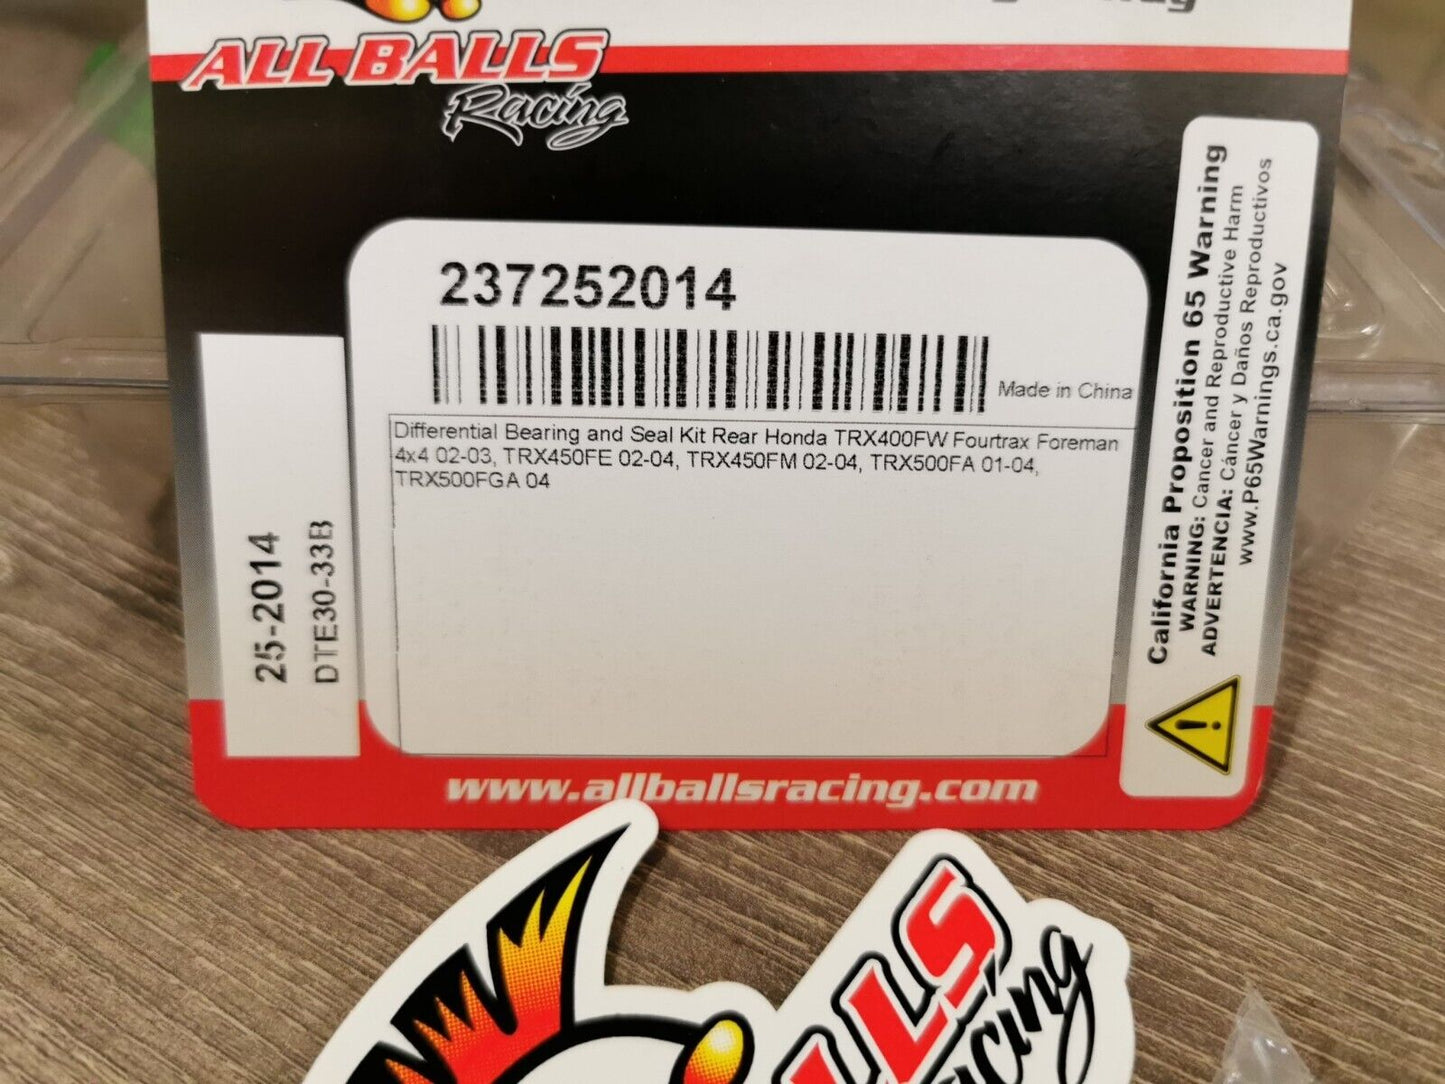 ALL BALLS
Racing
237252014
Made in China
Differential Bearing and Seal Kit Rear Honda TRX400FW Fourtrax Foreman
4x4 02-03, TRX450FE 02-04, TRX450FM 02-04, TRX500FA 01-04,
TRX500FGA 04
25-2014
DTE30-33B
California Proposition 65 Warning
WARNING: Cancer and Reproductive Harm
ADVERTENCIA: Cáncer y Daños Reproductivos
www.P65Warnings.ca.gov
www.allballsracing.com